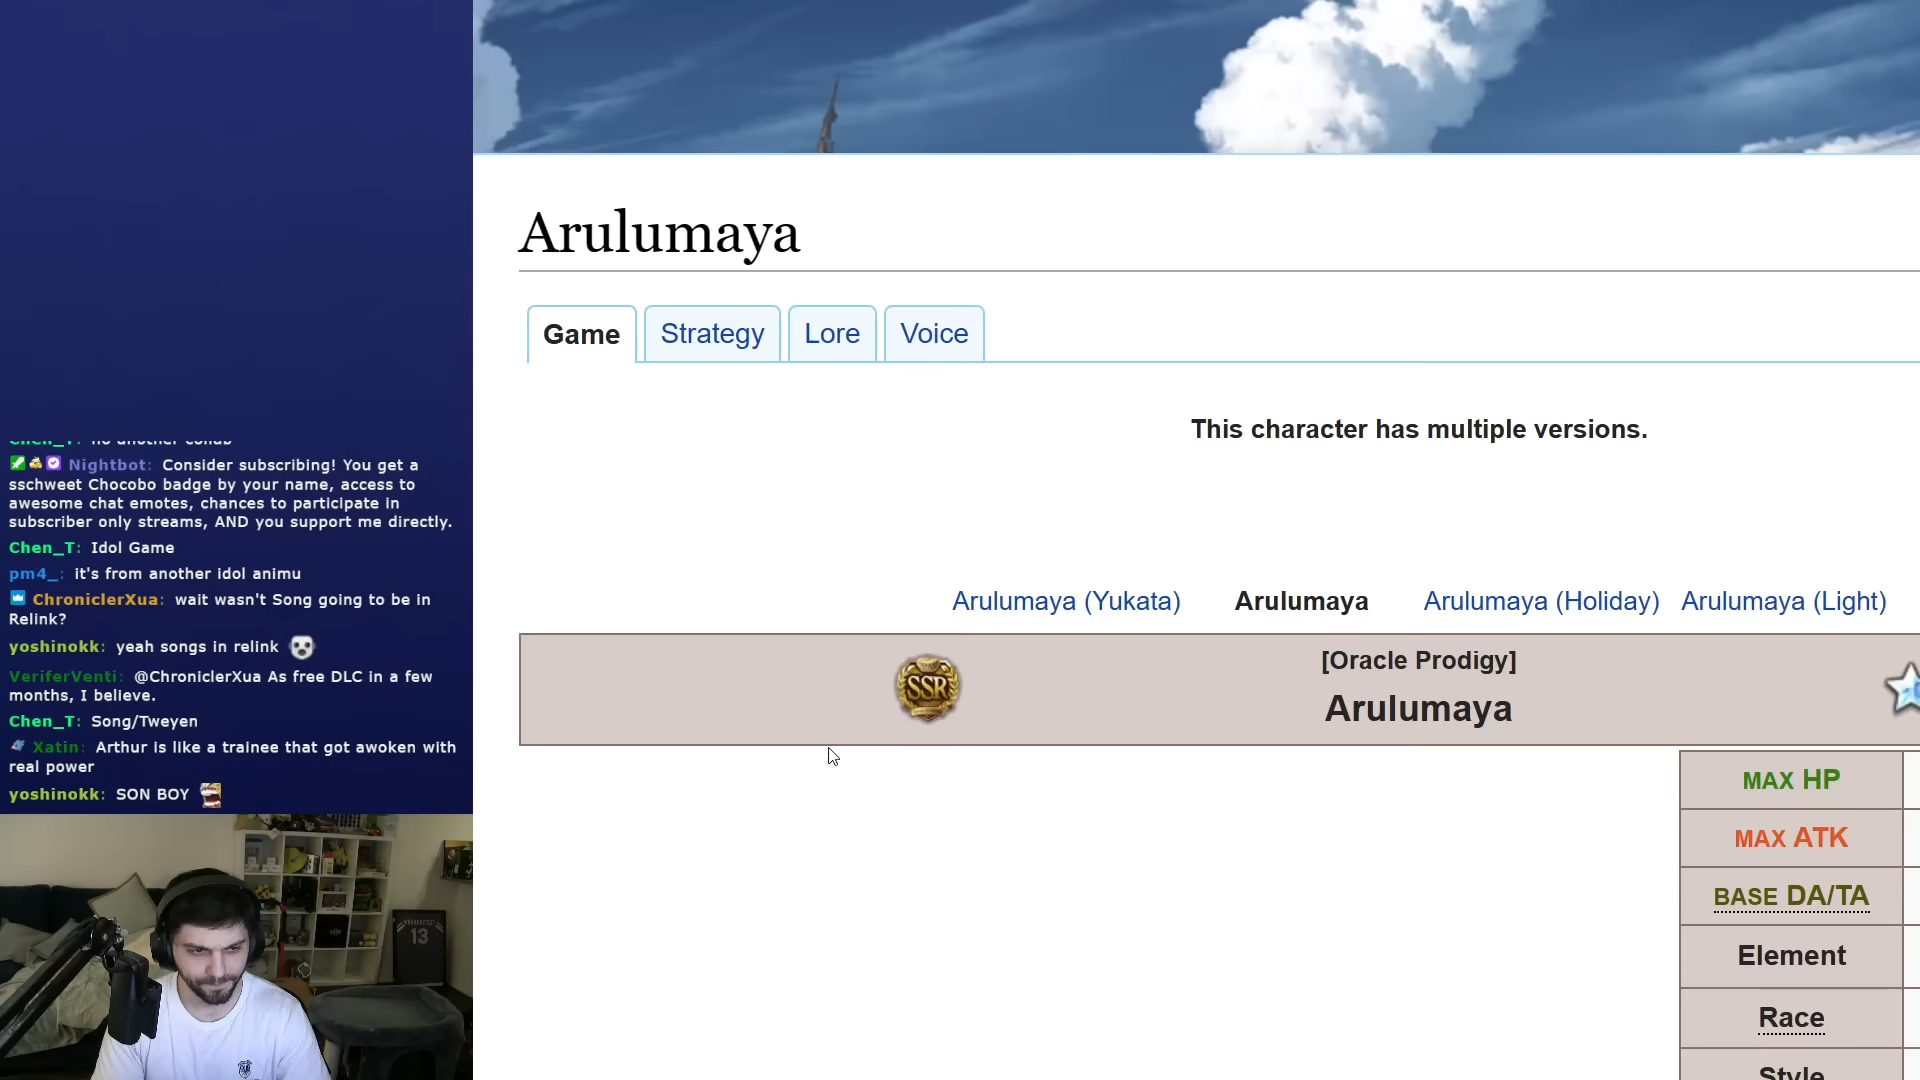 Chen_T: no another collab
Nightbot: Consider subscribing! You get a
sschweet Chocobo badge by your name, access to
awesome chat emotes, chances to participate in
subscriber only streams, AND you support me directly.
Chen_T: Idol Game
pm4_: it's from another idol animu
ChroniclerXua: wait wasn't Song going to be in
Relink?
yoshinokk: yeah songs in relink
VeriferVenti: @ChroniclerXua As free DLC in a few
months, I believe.
Chen_T: Song/Tweyen
Xatin: Arthur is like a trainee that got awoken with
real power
yoshinokk: SON BOY
13
Arulumaya
Game Strategy Lore Voice
This character has multiple versions.
Arulumaya (Yukata) Arulumaya Arulumaya (Holiday) Arulumaya (Light)
SSR
[Oracle Prodigy]
Arulumaya
MAX HP
MAX ATK
BASE DA/TA
Element
Race
Style